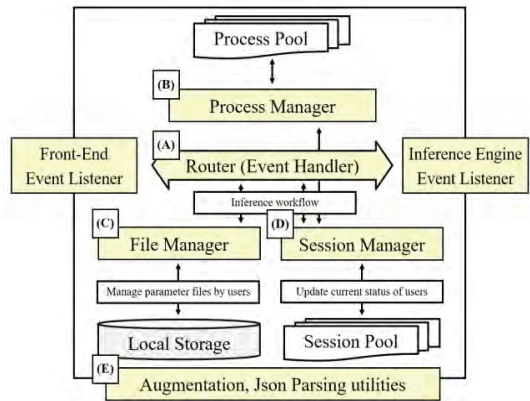 Process Pool
(B)
Process Manager
(A)
Front-End
Event Listener
Router (Event Handler)
Inference Engine
Event Listener
Inference workflow
(C)
File Manager
(D)
Session Manager
Manage parameter files by users
Update current status of users
Local Storage
Session Pool
(E)
Augmentation, Json Parsing utilities